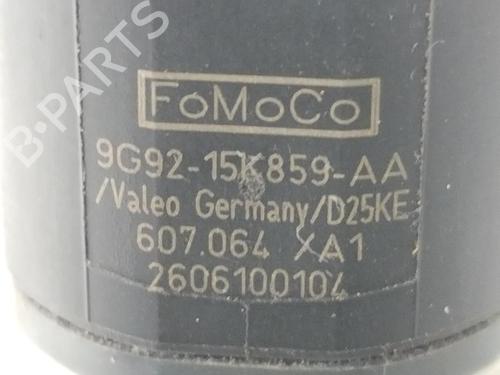 B-PARTS
FoMoCo
9G92-15K859-AA
/Valeo Germany/D25KE
607.064 XA1
2606100104